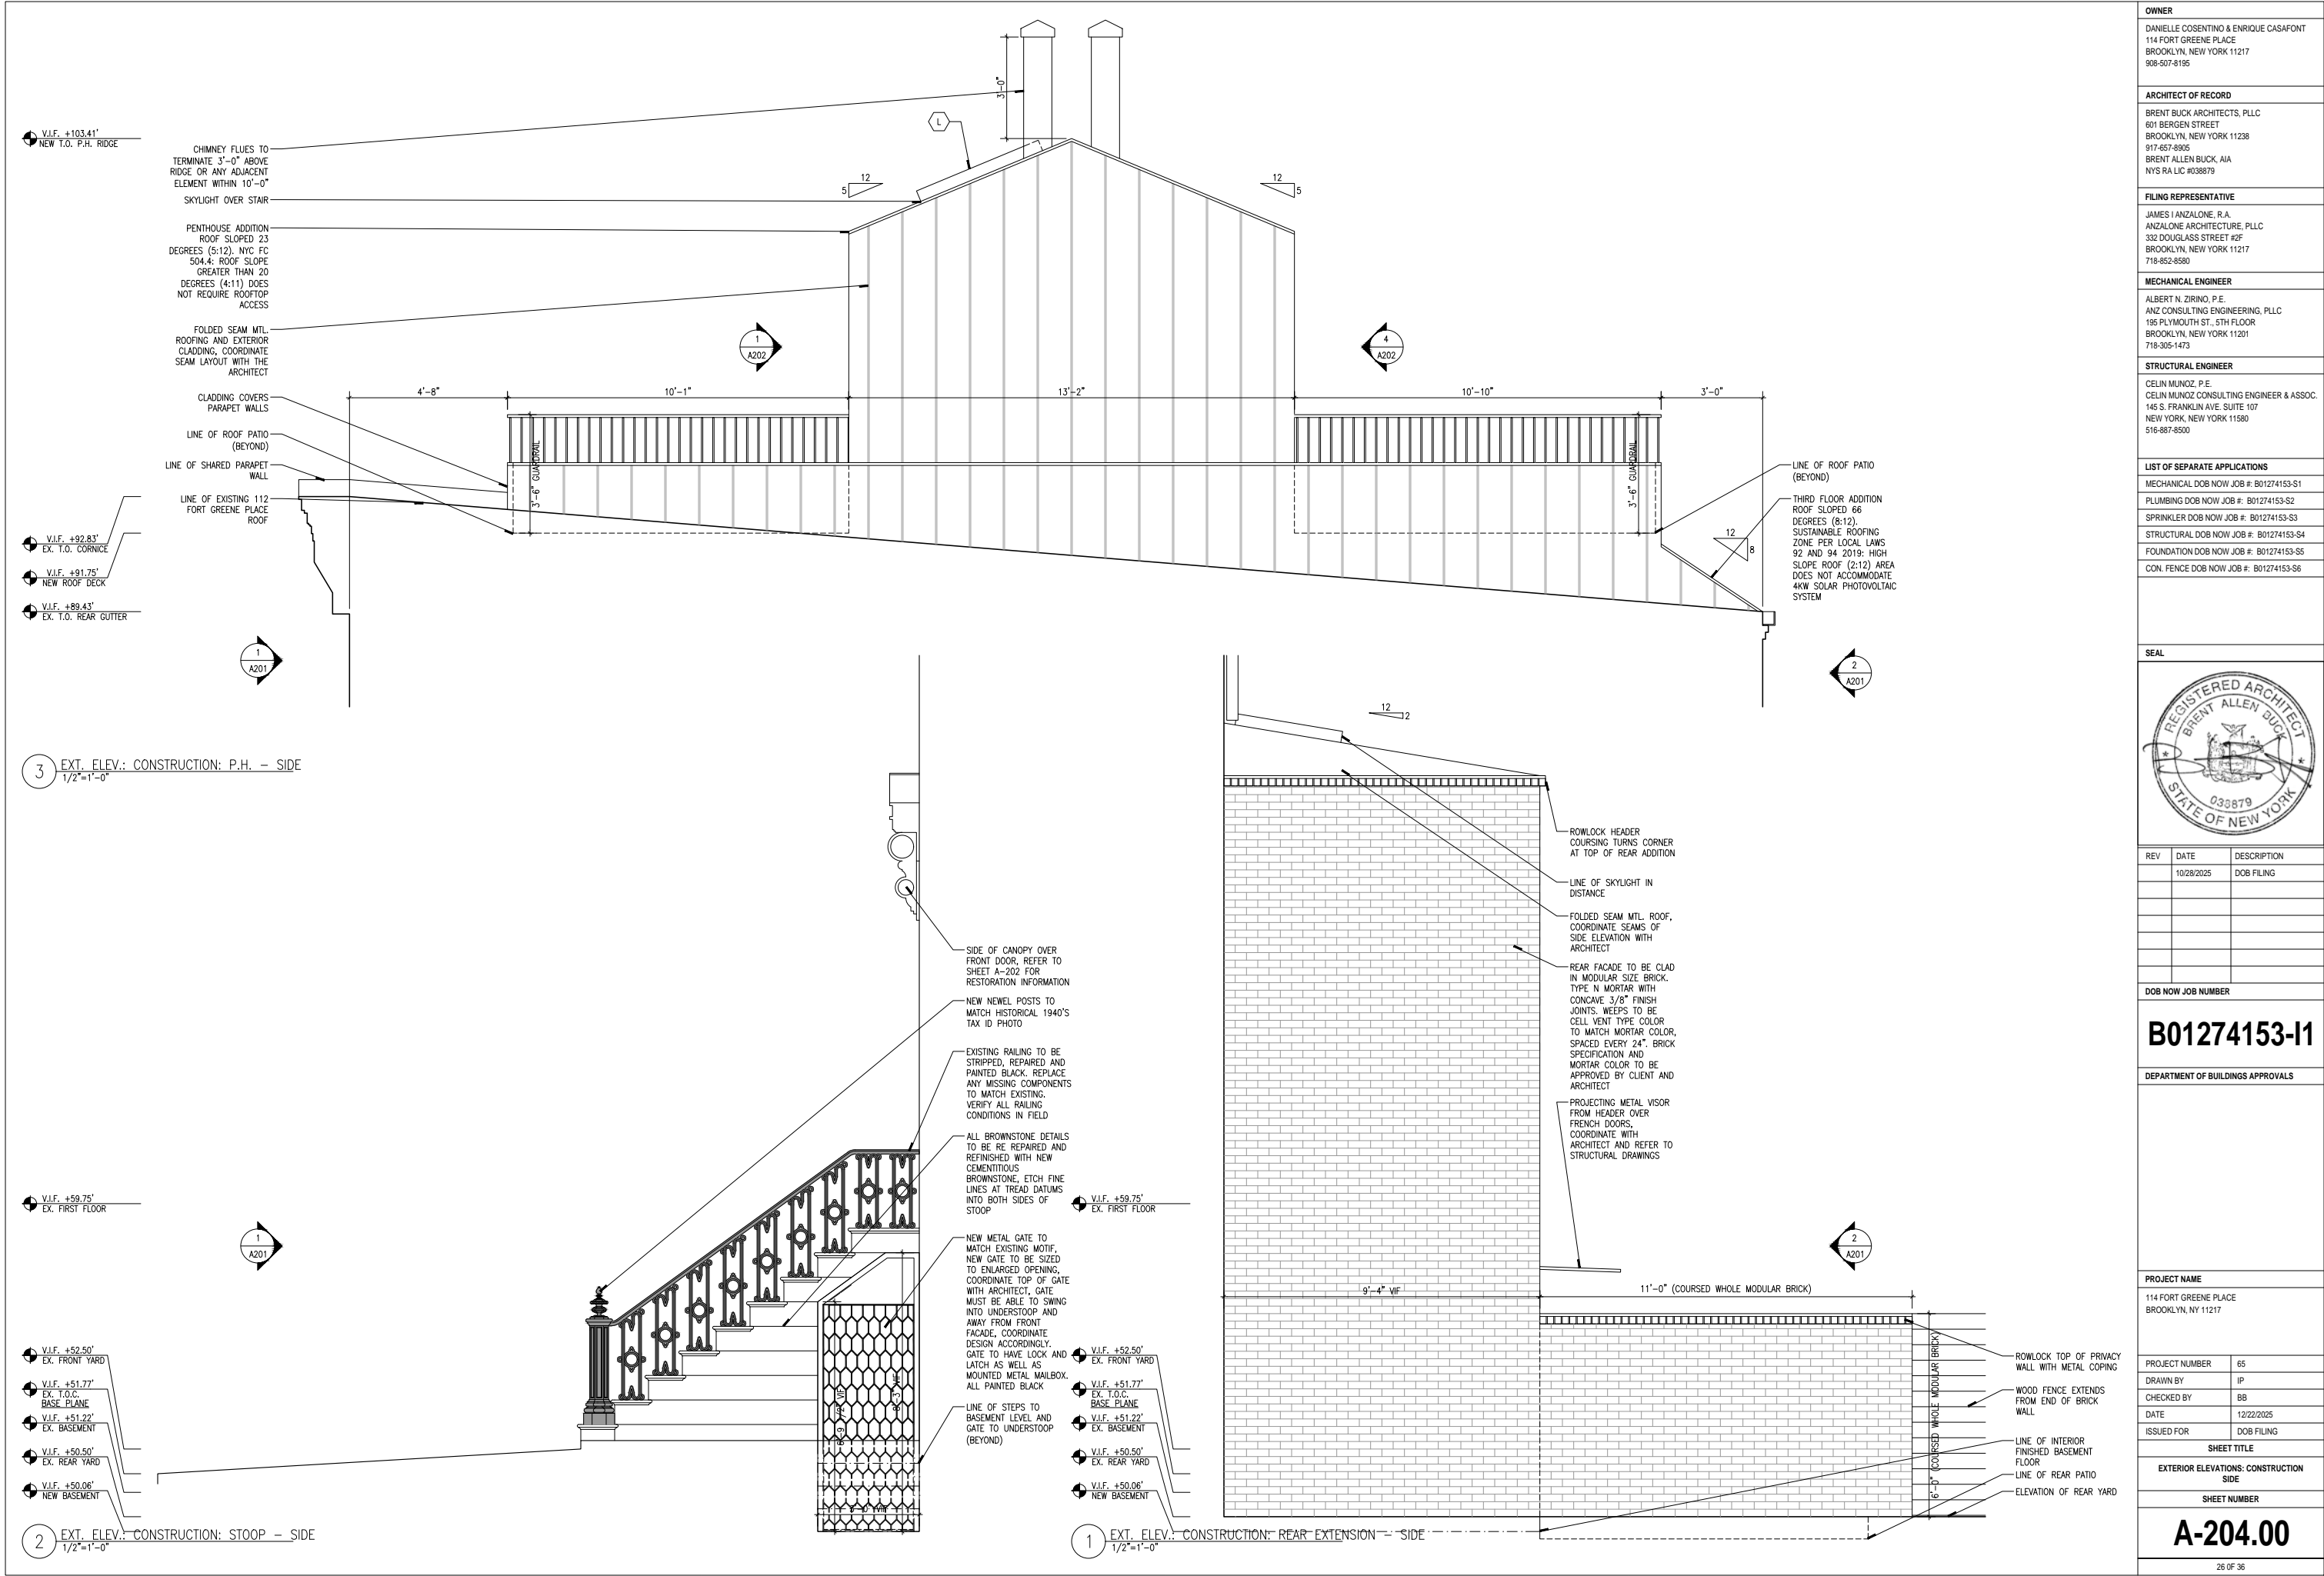 V.I.F. +103.41'
NEW T.O. P.H. RIDGE
CHIMNEY FLUES TO
TERMINATE 3'-0" ABOVE
RIDGE OR ANY ADJACENT
ELEMENT WITHIN 10'-0"
SKYLIGHT OVER STAIR
PENTHOUSE ADDITION
ROOF SLOPED 23
DEGREES (5:12). NYC FC
504.4: ROOF SLOPE
GREATER THAN 20
DEGREES (4:11) DOES
NOT REQUIRE ROOFTOP
ACCESS
FOLDED SEAM MTL.
ROOFING AND EXTERIOR
CLADDING, COORDINATE
SEAM LAYOUT WITH THE
ARCHITECT
CLADDING COVERS
PARAPET WALLS
LINE OF ROOF PATIO
(BEYOND)
LINE OF SHARED PARAPET
WALL
LINE OF EXISTING 112
FORT GREENE PLACE
ROOF
V.I.F. +92.83'
EX. T.O. CORNICE
V.I.F. +91.75'
NEW ROOF DECK
V.I.F. +89.43'
EX. T.O. REAR GUTTER
3'-0"
L
12
5
12
5
1
A202
4
A202
4'-8"
10'-1"
13'-2"
10'-10"
3'-0"
3'-6" GUARDRAIL
3'-6" GUARDRAIL
12
8
LINE OF ROOF PATIO
(BEYOND)
THIRD FLOOR ADDITION
ROOF SLOPED 66
DEGREES (8:12).
SUSTAINABLE ROOFING
ZONE PER LOCAL LAWS
92 AND 94 2019: HIGH
SLOPE ROOF (2:12) AREA
DOES NOT ACCOMMODATE
4KW SOLAR PHOTOVOLTAIC
SYSTEM
1
A201
2
A201
3
EXT. ELEV.: CONSTRUCTION: P.H. - SIDE
1/2"=1'-0"
SIDE OF CANOPY OVER
FRONT DOOR, REFER TO
SHEET A-202 FOR
RESTORATION INFORMATION
NEW NEWEL POSTS TO
MATCH HISTORICAL 1940'S
TAX ID PHOTO
EXISTING RAILING TO BE
STRIPPED, REPAIRED AND
PAINTED BLACK. REPLACE
ANY MISSING COMPONENTS
TO MATCH EXISTING.
VERIFY ALL RAILING
CONDITIONS IN FIELD
ALL BROWNSTONE DETAILS
TO BE RE REPAIRED AND
REFINISHED WITH NEW
CEMENTITIOUS
BROWNSTONE, ETCH FINE
LINES AT TREAD DATUMS
INTO BOTH SIDES OF
STOOP
NEW METAL GATE TO
MATCH EXISTING MOTIF,
NEW GATE TO BE SIZED
TO ENLARGED OPENING,
COORDINATE TOP OF GATE
WITH ARCHITECT, GATE
MUST BE ABLE TO SWING
INTO UNDERSTOOP AND
AWAY FROM FRONT
FACADE, COORDINATE
DESIGN ACCORDINGLY.
GATE TO HAVE LOCK AND
LATCH AS WELL AS
MOUNTED METAL MAILBOX.
ALL PAINTED BLACK
LINE OF STEPS TO
BASEMENT LEVEL AND
GATE TO UNDERSTOOP
(BEYOND)
V.I.F. +59.75'
EX. FIRST FLOOR
1
A201
V.I.F. +52.50'
EX. FRONT YARD
V.I.F. +51.77'
EX. T.O.C.
BASE PLANE
V.I.F. +51.22'
EX. BASEMENT
V.I.F. +50.50'
EX. REAR YARD
V.I.F. +50.06'
NEW BASEMENT
2
EXT. ELEV.: CONSTRUCTION: STOOP - SIDE
1/2"=1'-0"
12
2
ROWLOCK HEADER
COURSING TURNS CORNER
AT TOP OF REAR ADDITION
LINE OF SKYLIGHT IN
DISTANCE
FOLDED SEAM MTL. ROOF,
COORDINATE SEAMS OF
SIDE ELEVATION WITH
ARCHITECT
REAR FACADE TO BE CLAD
IN MODULAR SIZE BRICK.
TYPE N MORTAR WITH
CONCAVE 3/8" FINISH
JOINTS. WEEPS TO BE
CELL VENT TYPE COLOR
TO MATCH MORTAR COLOR,
SPACED EVERY 24". BRICK
SPECIFICATION AND
MORTAR COLOR TO BE
APPROVED BY CLIENT AND
ARCHITECT
PROJECTING METAL VISOR
FROM HEADER OVER
FRENCH DOORS,
COORDINATE WITH
ARCHITECT AND REFER TO
STRUCTURAL DRAWINGS
V.I.F. +59.75'
EX. FIRST FLOOR
2
A201
9'-4" VIF
11'-0" (COURSED WHOLE MODULAR BRICK)
6'-0" (COURSED WHOLE MODULAR BRICK)
V.I.F. +52.50'
EX. FRONT YARD
V.I.F. +51.77'
EX. T.O.C.
BASE PLANE
V.I.F. +51.22'
EX. BASEMENT
V.I.F. +50.50'
EX. REAR YARD
V.I.F. +50.06'
NEW BASEMENT
ROWLOCK TOP OF PRIVACY
WALL WITH METAL COPING
WOOD FENCE EXTENDS
FROM END OF BRICK
WALL
LINE OF INTERIOR
FINISHED BASEMENT
FLOOR
LINE OF REAR PATIO
ELEVATION OF REAR YARD
1
EXT. ELEV.: CONSTRUCTION: REAR EXTENSION - SIDE
1/2"=1'-0"
OWNER
DANIELLE COSENTINO & ENRIQUE CASAFONT
114 FORT GREENE PLACE
BROOKLYN, NEW YORK 11217
908-507-8195
ARCHITECT OF RECORD
BRENT BUCK ARCHITECTS, PLLC
601 BERGEN STREET
BROOKLYN, NEW YORK 11238
917-657-8905
BRENT ALLEN BUCK, AIA
NYS RA LIC #038879
FILING REPRESENTATIVE
JAMES I ANZALONE, R.A.
ANZALONE ARCHITECTURE, PLLC
332 DOUGLASS STREET #2F
BROOKLYN, NEW YORK 11217
718-852-8580
MECHANICAL ENGINEER
ALBERT N. ZIRINO, P.E.
ANZ CONSULTING ENGINEERING, PLLC
195 PLYMOUTH ST., 5TH FLOOR
BROOKLYN, NEW YORK 11201
718-305-1473
STRUCTURAL ENGINEER
CELIN MUNOZ, P.E.
CELIN MUNOZ CONSULTING ENGINEER & ASSOC.
145 S. FRANKLIN AVE. SUITE 107
NEW YORK, NEW YORK 11580
516-887-8500
LIST OF SEPARATE APPLICATIONS
MECHANICAL DOB NOW JOB #: B01274153-S1
PLUMBING DOB NOW JOB #: B01274153-S2
SPRINKLER DOB NOW JOB #: B01274153-S3
STRUCTURAL DOB NOW JOB #: B01274153-S4
FOUNDATION DOB NOW JOB #: B01274153-S5
CON. FENCE DOB NOW JOB #: B01274153-S6
SEAL
REGISTERED ARCHITECT
BRENT ALLEN BUCK
038879
STATE OF NEW YORK
REV DATE DESCRIPTION
10/28/2025 DOB FILING
DOB NOW JOB NUMBER
B01274153-I1
DEPARTMENT OF BUILDINGS APPROVALS
PROJECT NAME
114 FORT GREENE PLACE
BROOKLYN, NY 11217
PROJECT NUMBER 65
DRAWN BY IP
CHECKED BY BB
DATE 12/22/2025
ISSUED FOR DOB FILING
SHEET TITLE
EXTERIOR ELEVATIONS: CONSTRUCTION
SIDE
SHEET NUMBER
A-204.00
26 OF 36